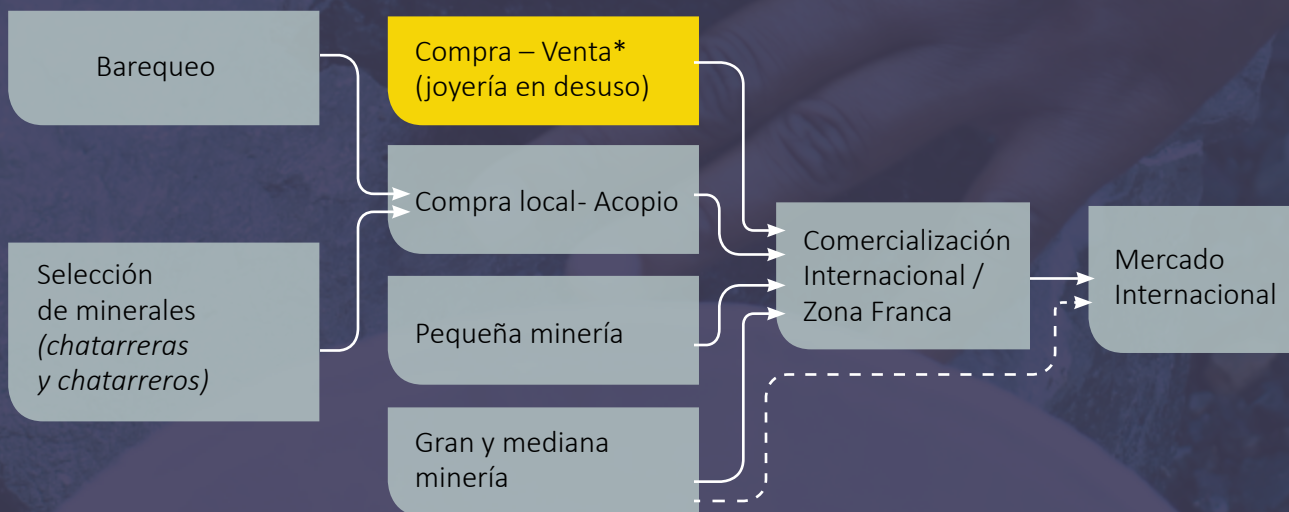 Barequeo
Selección
de minerales
(chatarreras
y chatarreros)
Compra – Venta*
(joyería en desuso)
Compra local- Acopio
Pequeña minería
Gran y mediana
minería
Comercialización
Internacional /
Zona Franca
Mercado
Internacional